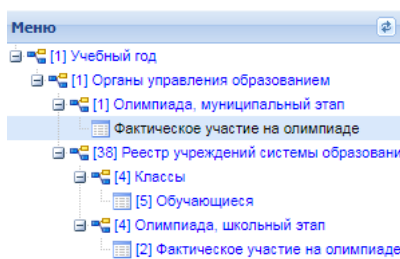 Меню
[1] Учебный год
[1] Органы управления образованием
[1] Олимпиада, муниципальный этап
Фактическое участие на олимпиаде
[38] Реестр учреждений системы образовани
[4] Классы
[5] Обучающиеся
[4] Олимпиада, школьный этап
[2] Фактическое участие на олимпиаде